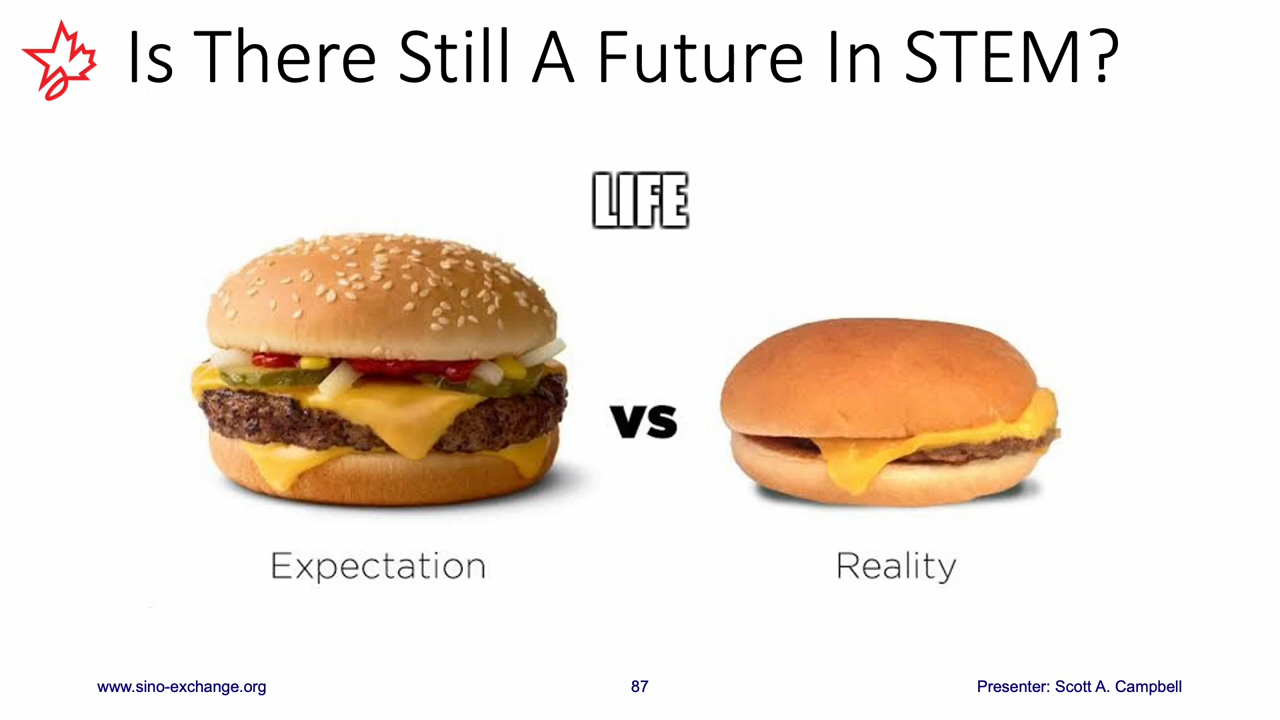 Is There Still A Future In STEM?
LIFE
vs
Expectation
Reality
www.sino-exchange.org
87
Presenter: Scott A. Campbell